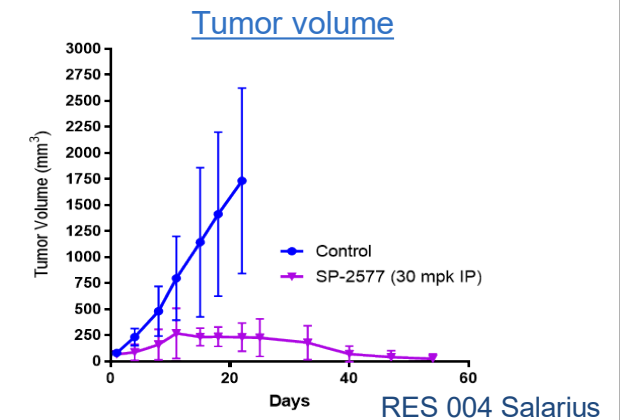 Tumor volume
3000
2750
2500
2250
2000
1750
1500
1250
1000
750
500
250
0
Tumor Volume (mm³)
Control
SP-2577 (30 mpk IP)
0 20 40 60
Days
RES 004 Salarius